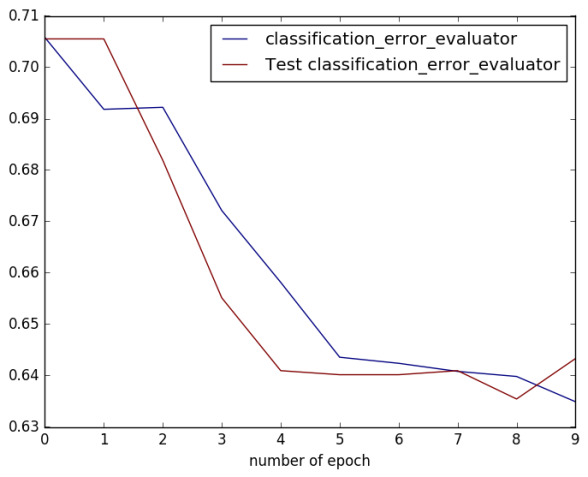 0.71
0.70
0.69
0.68
0.67
0.66
0.65
0.64
0.63
classification_error_evaluator
Test classification_error_evaluator
0 1 2 3 4 5 6 7 8 9
number of epoch